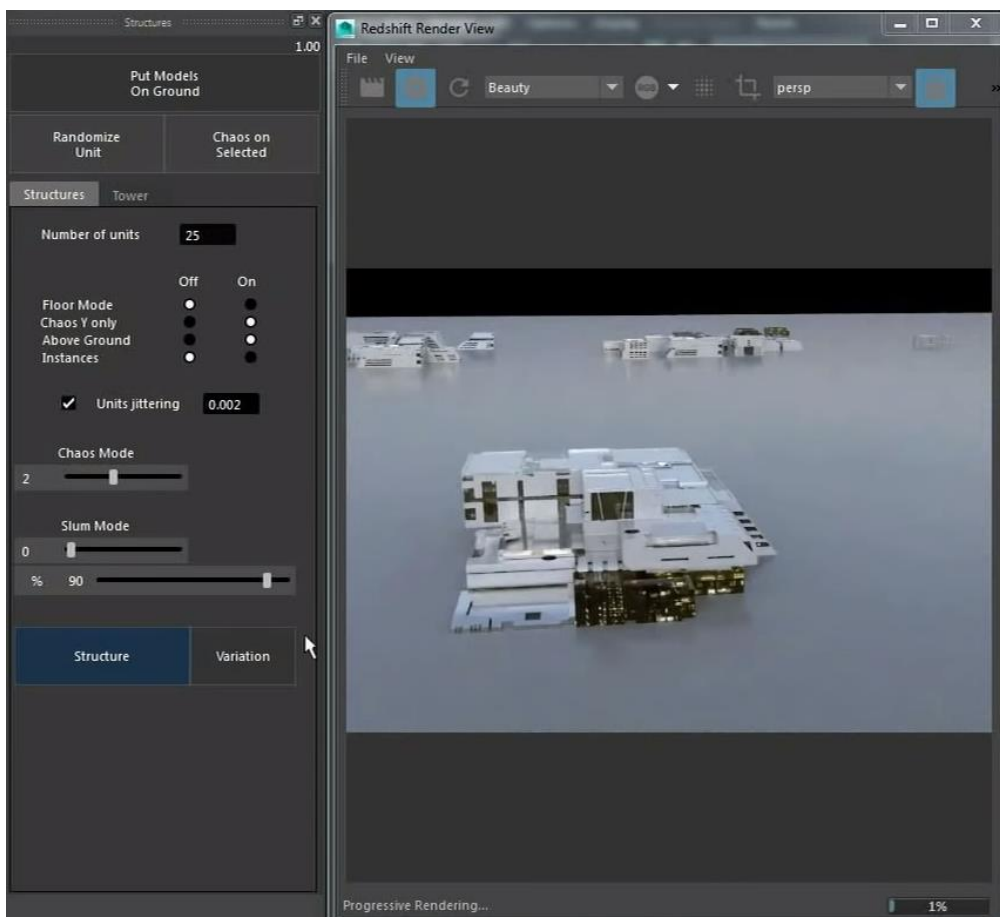 Structures
1.00
Put Models
On Ground
Randomize
Unit
Chaos on
Selected
Structures
Tower
Number of units
25
Off
On
Floor Mode
Chaos Y only
Above Ground
Instances
Units jittering
0.002
Chaos Mode
2
Slum Mode
0
%
90
Structure
Variation
Redshift Render View
File
View
Beauty
RGB
persp
»
Progressive Rendering...
1%